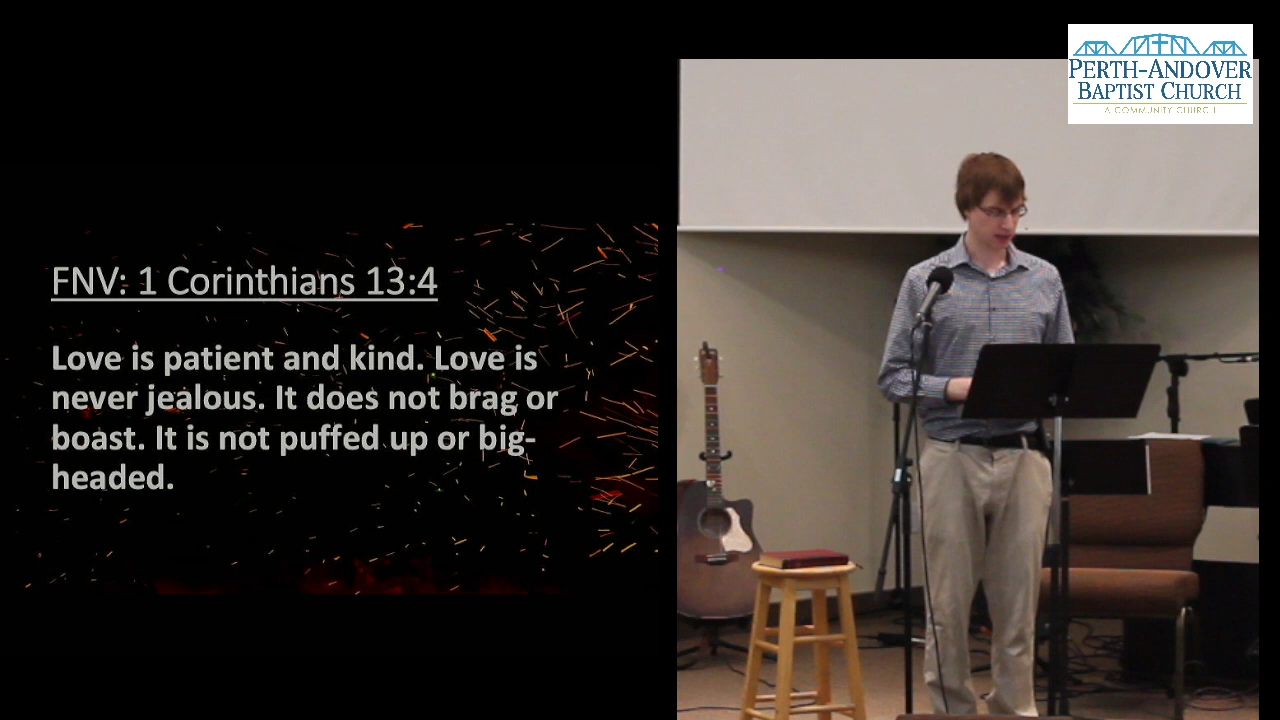 PERTH-ANDOVER
BAPTIST CHURCH
A COMMUNITY CHURCH
FNV: 1 Corinthians 13:4
Love is patient and kind. Love is
never jealous. It does not brag or
boast. It is not puffed up or big-
headed.